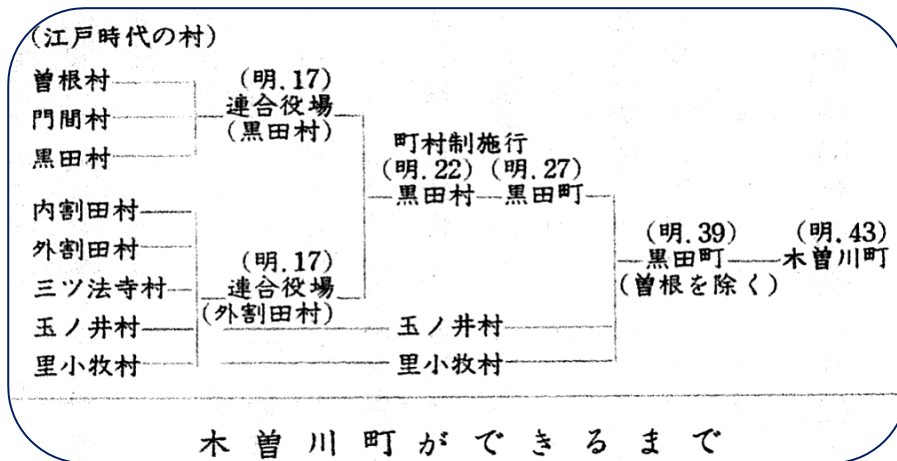 (江戸時代の村)
曽根村
門間村
黒田村
内割田村
外割田村
三ツ法寺村
玉ノ井村
里小牧村
(明.17)
連合役場
(黒田村)
(明.17)
連合役場
(外割田村)
町村制施行
(明.22) (明.27)
黒田村 黒田町
玉ノ井村
里小牧村
(明.39) (明.43)
黒田町 木曽川町
(曽根を除く)
木曽川町ができるまで